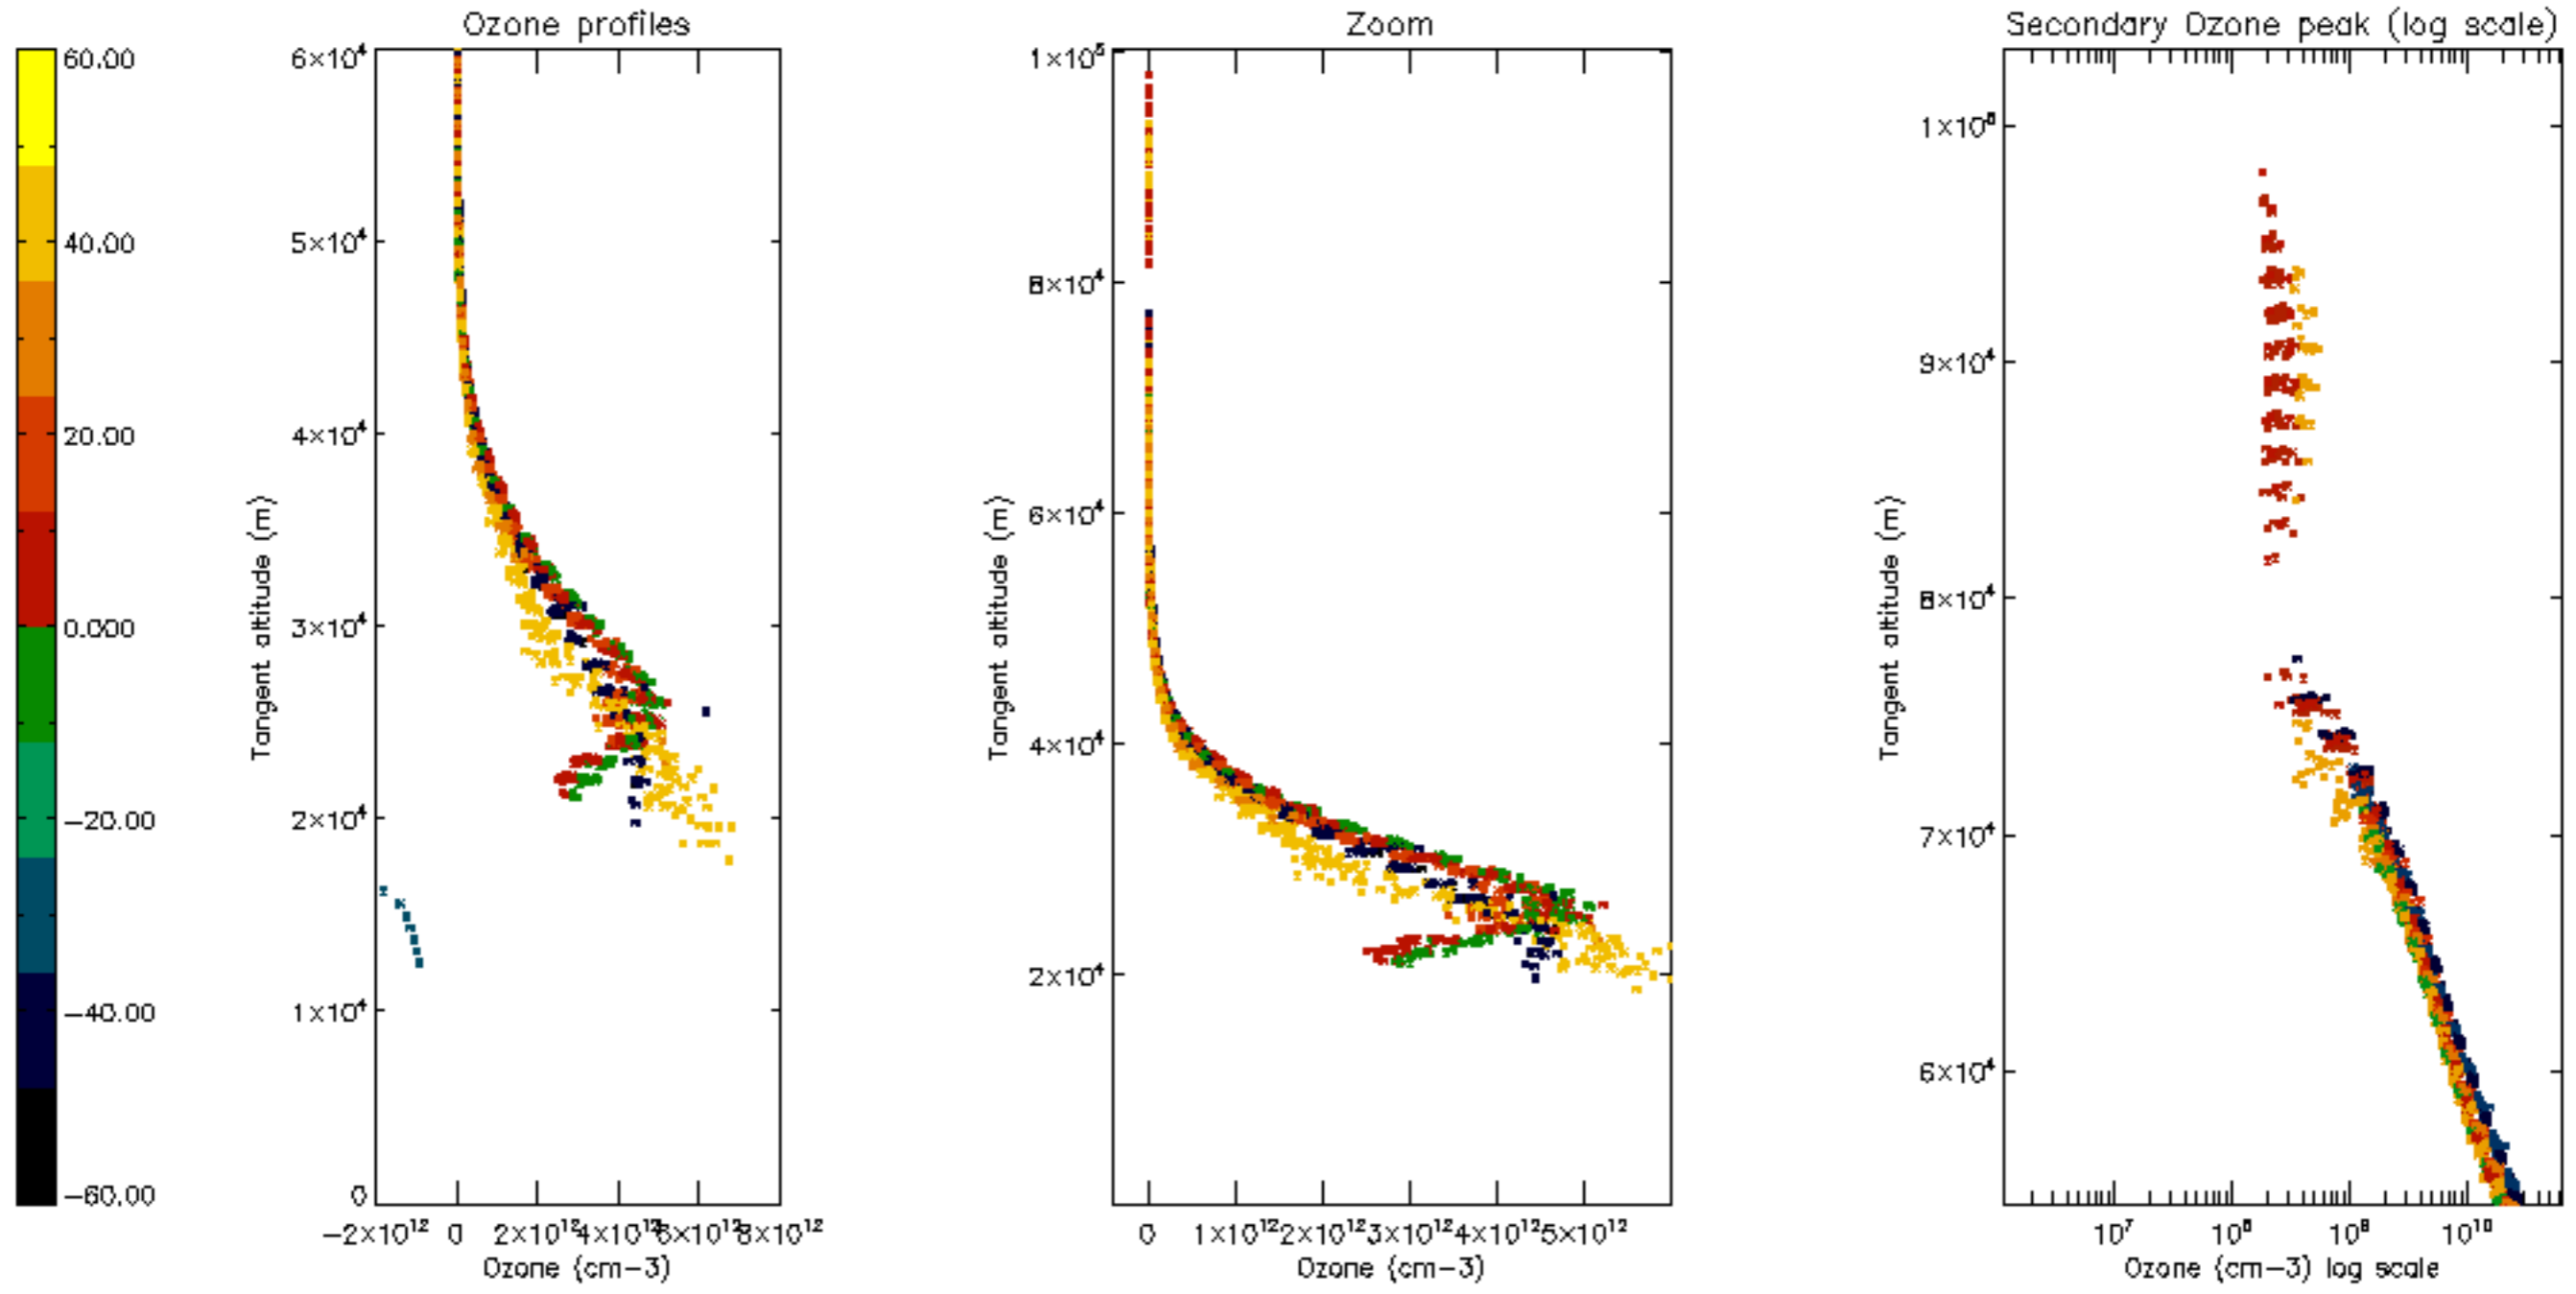 Ozone profiles
Zoom
Secondary Ozone peak (log scale)
60.00
40.00
20.00
0.000
−20.00
−40.00
−60.00
6×10⁴
5×10⁴
4×10⁴
3×10⁴
2×10⁴
1×10⁴
0
Tangent altitude (m)
−2×10¹² 0 2×10¹² 4×10¹² 6×10¹² 8×10¹²
Ozone (cm−3)
1×10⁵
8×10⁴
6×10⁴
4×10⁴
2×10⁴
Tangent altitude (m)
0 1×10¹² 2×10¹² 3×10¹² 4×10¹² 5×10¹²
Ozone (cm−3)
1×10⁵
9×10⁴
8×10⁴
7×10⁴
6×10⁴
Tangent altitude (m)
10⁷ 10⁸ 10⁹ 10¹⁰
Ozone (cm−3) log scale